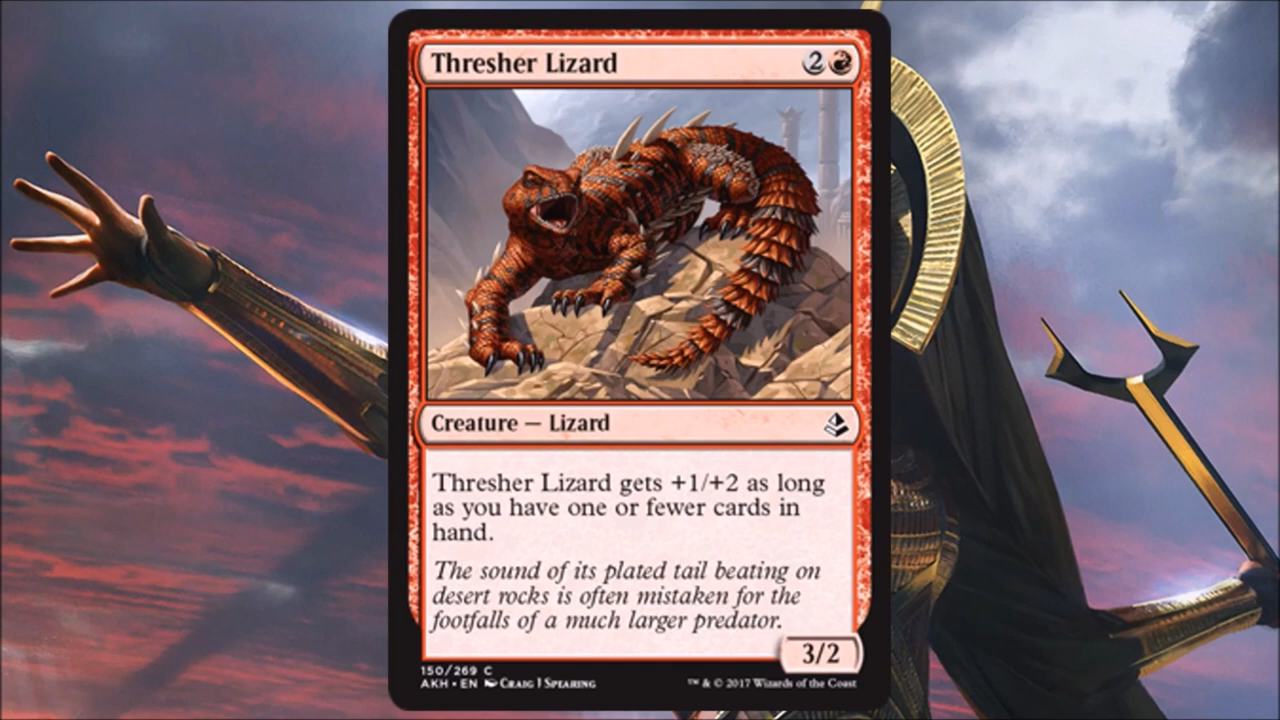 Thresher Lizard 2
Creature — Lizard
Thresher Lizard gets +1/+2 as long
as you have one or fewer cards in
hand.
The sound of its plated tail beating on
desert rocks is often mistaken for the
footfalls of a much larger predator.
3/2
150/269 C
AKH • EN CRAIG J SPEARING
™ & © 2017 Wizards of the Coast